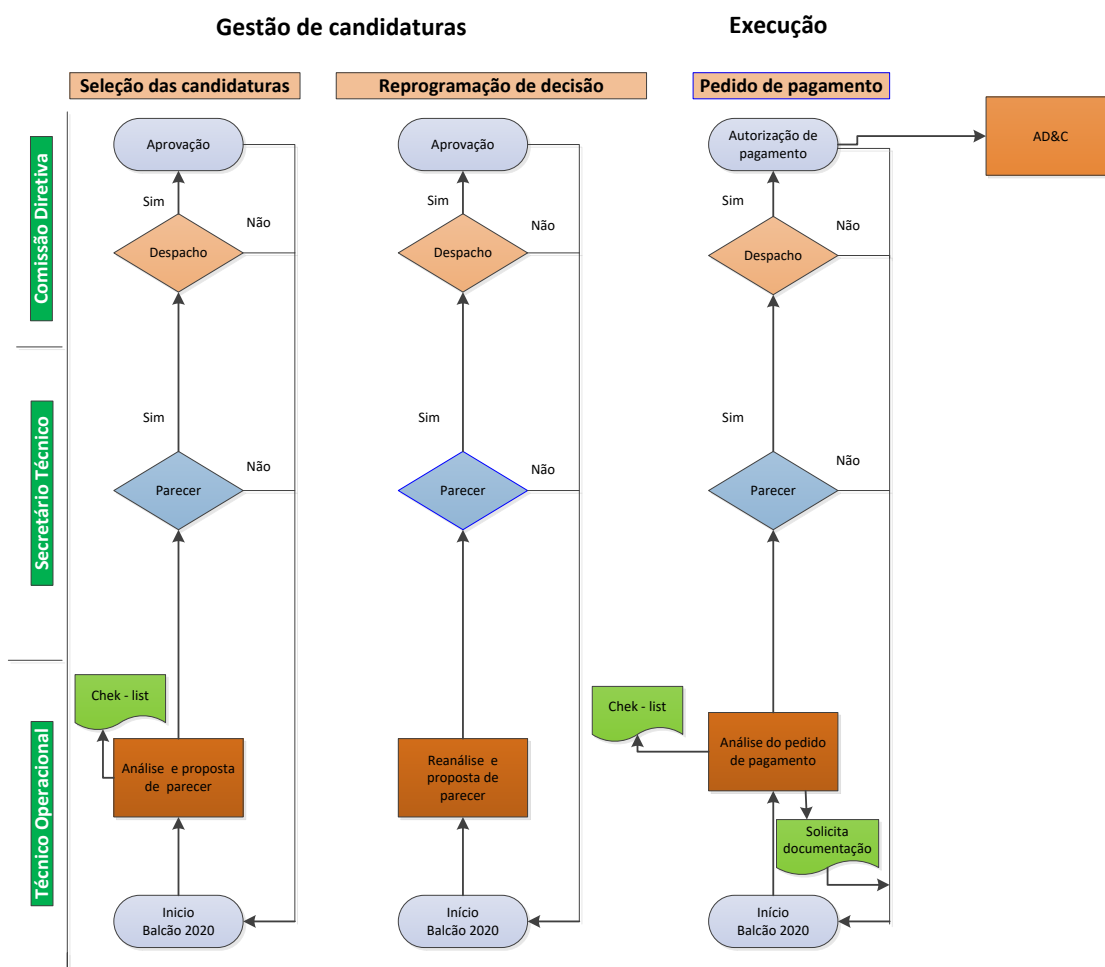 Gestão de candidaturas
Execução
Seleção das candidaturas
Reprogramação de decisão
Pedido de pagamento
Comissão Diretiva
Aprovação
Aprovação
Autorização de
pagamento
AD&C
Sim
Não
Sim
Não
Sim
Não
Despacho
Despacho
Despacho
Secretário Técnico
Sim
Sim
Sim
Não
Não
Não
Parecer
Parecer
Parecer
Técnico Operacional
Chek - list
Chek - list
Análise e proposta
de parecer
Reanálise e
proposta de
parecer
Análise do pedido
de pagamento
Solicita
documentação
Inicio
Balcão 2020
Início
Balcão 2020
Início
Balcão 2020